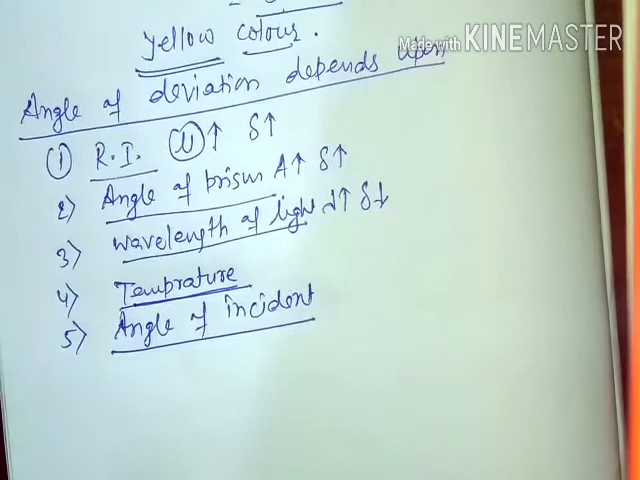 yellow colour.
Made with KINEMASTER
Angle of deviation depends upon
① R.I. (μ)↑ δ↑
2) Angle of prism A↑ δ↑
3) wavelength of light λ↑ δ↓
4) Temprature
5) Angle of incident